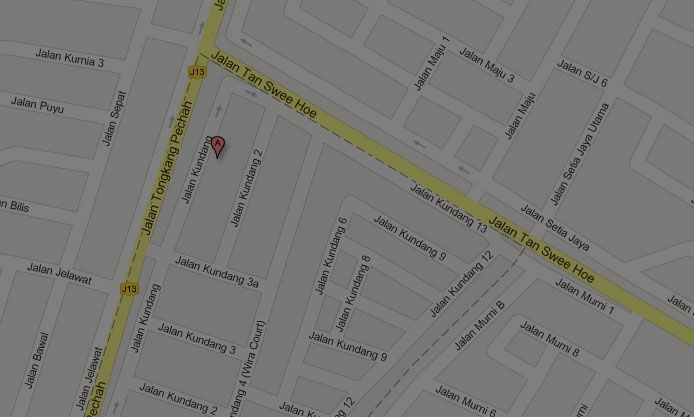 Jala
Jalan Kurnia 3
J13
Jalan Tan Swee Hoe
Jalan Maju 1
Jalan Maju 3
Jalan S/J 6
Jalan Puyu
Jalan Sepat
Jalan Tongkang Pechah
Jalan Kundang
A
Jalan Kundang 2
Jalan Maju
Jalan Setia Jaya Utama
n Bilis
Jalan Kundang 13
Jalan Tan Swee Hoe
Jalan Setia Jaya
Jalan Kundang 6
Jalan Kundang 9
Jalan Kundang 8
Jalan Kundang 12
Jalan Jelawat
Jalan Kundang 3a
J13
Jalan Kundang
Jalan Murni 1
Jalan Murni B
Jalan Murni 8
Jalan Bawal
Jalan Jelawat
Jalan Kundang 3
Jalan Kundang 9
ndang 4 (Wira Court)
Pechah
Jalan Kundang 2
ndang 12
Jalan Murni 6